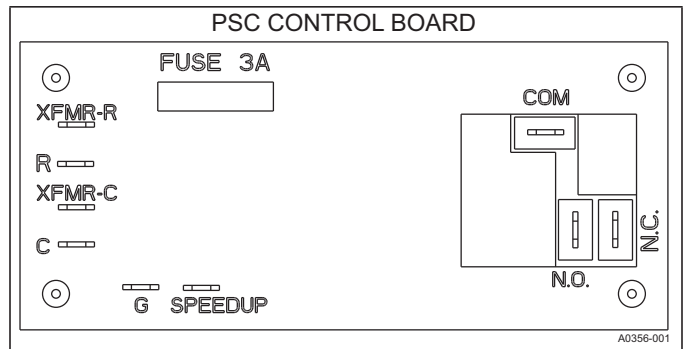 PSC CONTROL BOARD
FUSE 3A
XFMR-R
COM
R
XFMR-C
C
N.C.
N.O.
G SPEEDUP
A0356-001